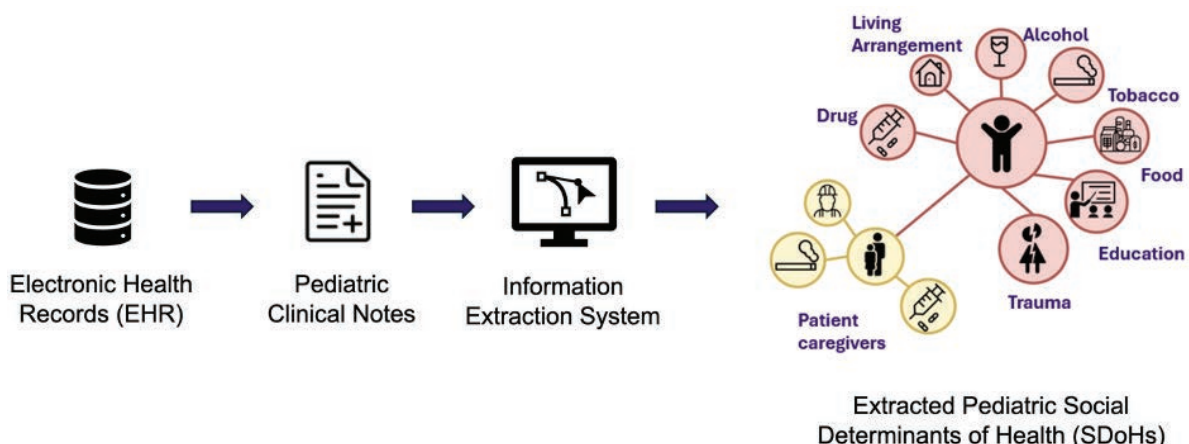 Electronic Health
Records (EHR)
Pediatric
Clinical Notes
Information
Extraction System
Living
Arrangement
Alcohol
Tobacco
Drug
Food
Education
Trauma
Patient
caregivers
Extracted Pediatric Social
Determinants of Health (SDoHs)